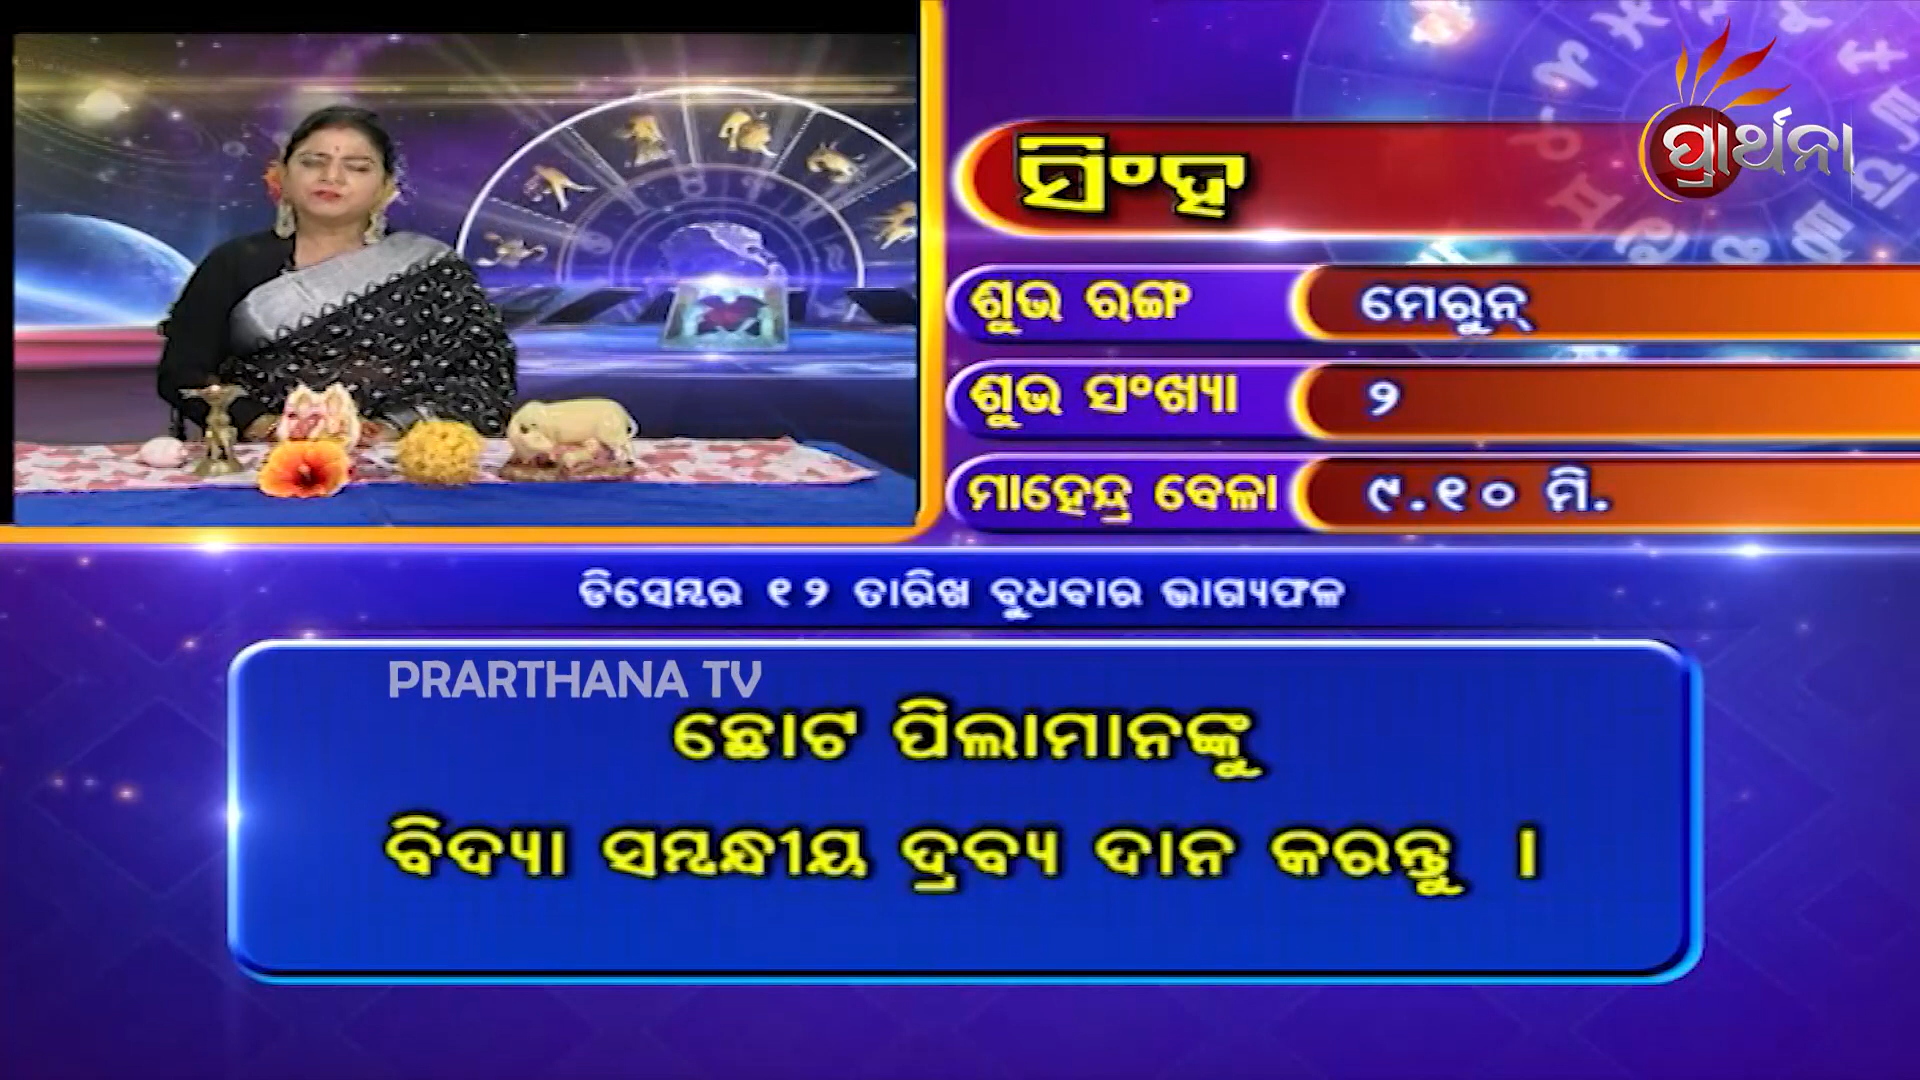 ସିଂହ
ପ୍ରାର୍ଥନା
ଶୁଭ ରଙ୍ଗ ମେରୁନ୍
ଶୁଭ ସଂଖ୍ୟା ୨
ମାହେନ୍ଦ୍ର ବେଳା ୯.୧୦ ମି.
ଡିସେମ୍ବର ୧୨ ତାରିଖ ବୁଧବାର ଭାଗ୍ୟଫଳ
PRARTHANA TV
ଛୋଟ ପିଲାମାନଙ୍କୁ
ବିଦ୍ୟା ସମ୍ବନ୍ଧୀୟ ଦ୍ରବ୍ୟ ଦାନ କରନ୍ତୁ ।